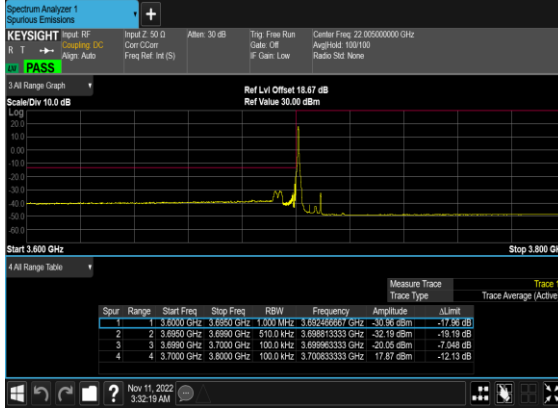 Spectrum Analyzer 1
Spurious Emissions
+
KEYSIGHT Input: RF Input Z: 50 Ω Atten: 30 dB Trig: Free Run Center Freq: 22.005000000 GHz
R T Coupling: DC Corr CCorr Gate: Off Avg|Hold: 100/100
Align: Auto Freq Ref: Int (S) IF Gain: Low Radio Std: None
LXI PASS
3 All Range Graph
Ref Lvl Offset 18.67 dB
Scale/Div 10.0 dB Ref Value 30.00 dBm
Log
20.0
10.0
0.00
-10.0
-20.0
-30.0
-40.0
-50.0
-60.0
Start 3.600 GHz Stop 3.800 GH
4 All Range Table
Measure Trace Trace 1
Trace Type Trace Average (Active
Spur Range Start Freq Stop Freq RBW Frequency Amplitude ΔLimit
1 1 3.6000 GHz 3.6950 GHz 1.000 MHz 3.692466667 GHz -30.96 dBm -17.96 dB
2 2 3.6950 GHz 3.6990 GHz 510.0 kHz 3.698813333 GHz -32.19 dBm -19.19 dB
3 3 3.6990 GHz 3.7000 GHz 100.0 kHz 3.699963333 GHz -20.05 dBm -7.048 dB
4 4 3.7000 GHz 3.8000 GHz 100.0 kHz 3.700833333 GHz 17.87 dBm -12.13 dB
? Nov 11, 2022
3:32:19 AM